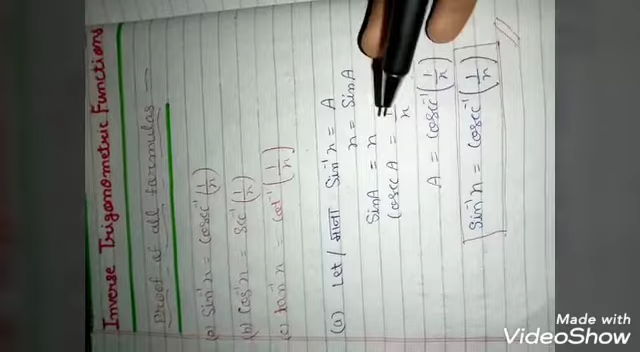 Inverse Trigonometric Functions
Proof of all formulas —
(a) Sin⁻¹x = Cosec⁻¹(1/x)
(b) Cos⁻¹x = Sec⁻¹(1/x)
(c) tan⁻¹x = Cot⁻¹(1/x)
(a) Let / माना Sin⁻¹x = A
x = SinA
SinA = x
CosecA = 1/x
A = Cosec⁻¹(1/x)
Sin⁻¹x = Cosec⁻¹(1/x)
Made with
VideoShow